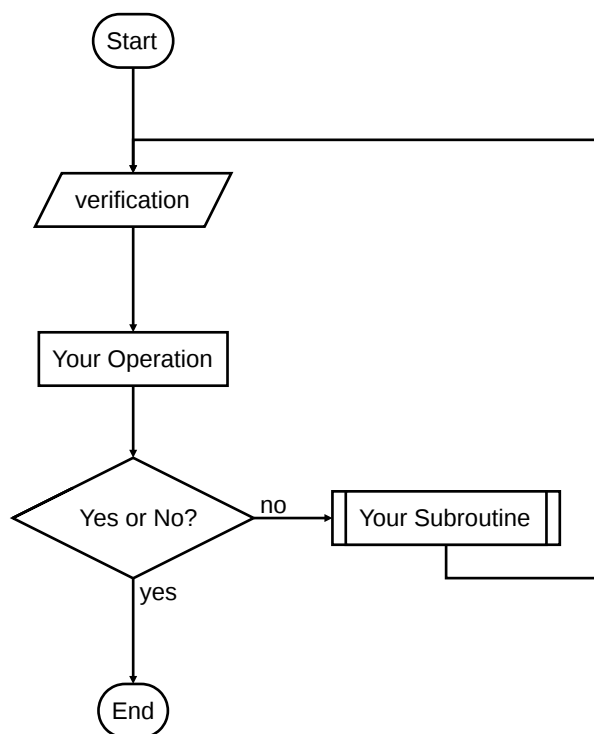 Start
verification
Your Operation
Yes or No?
no
Your Subroutine
yes
End